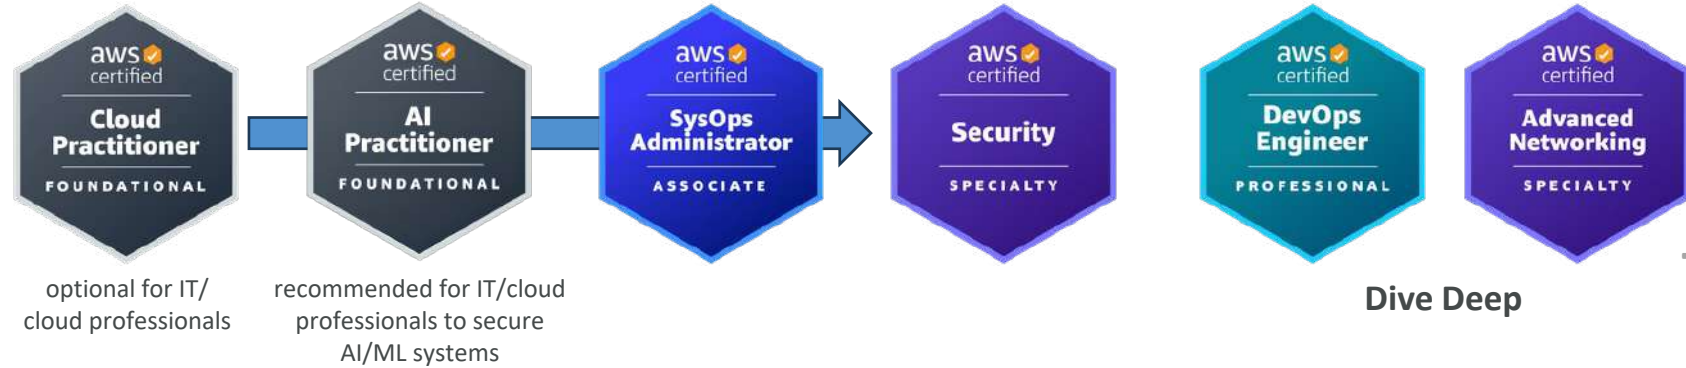 aws
certified
Cloud
Practitioner
FOUNDATIONAL
optional for IT/
cloud professionals
aws
certified
AI
Practitioner
FOUNDATIONAL
recommended for IT/cloud
professionals to secure
AI/ML systems
aws
certified
SysOps
Administrator
ASSOCIATE
aws
certified
Security
SPECIALTY
aws
certified
DevOps
Engineer
PROFESSIONAL
aws
certified
Advanced
Networking
SPECIALTY
Dive Deep